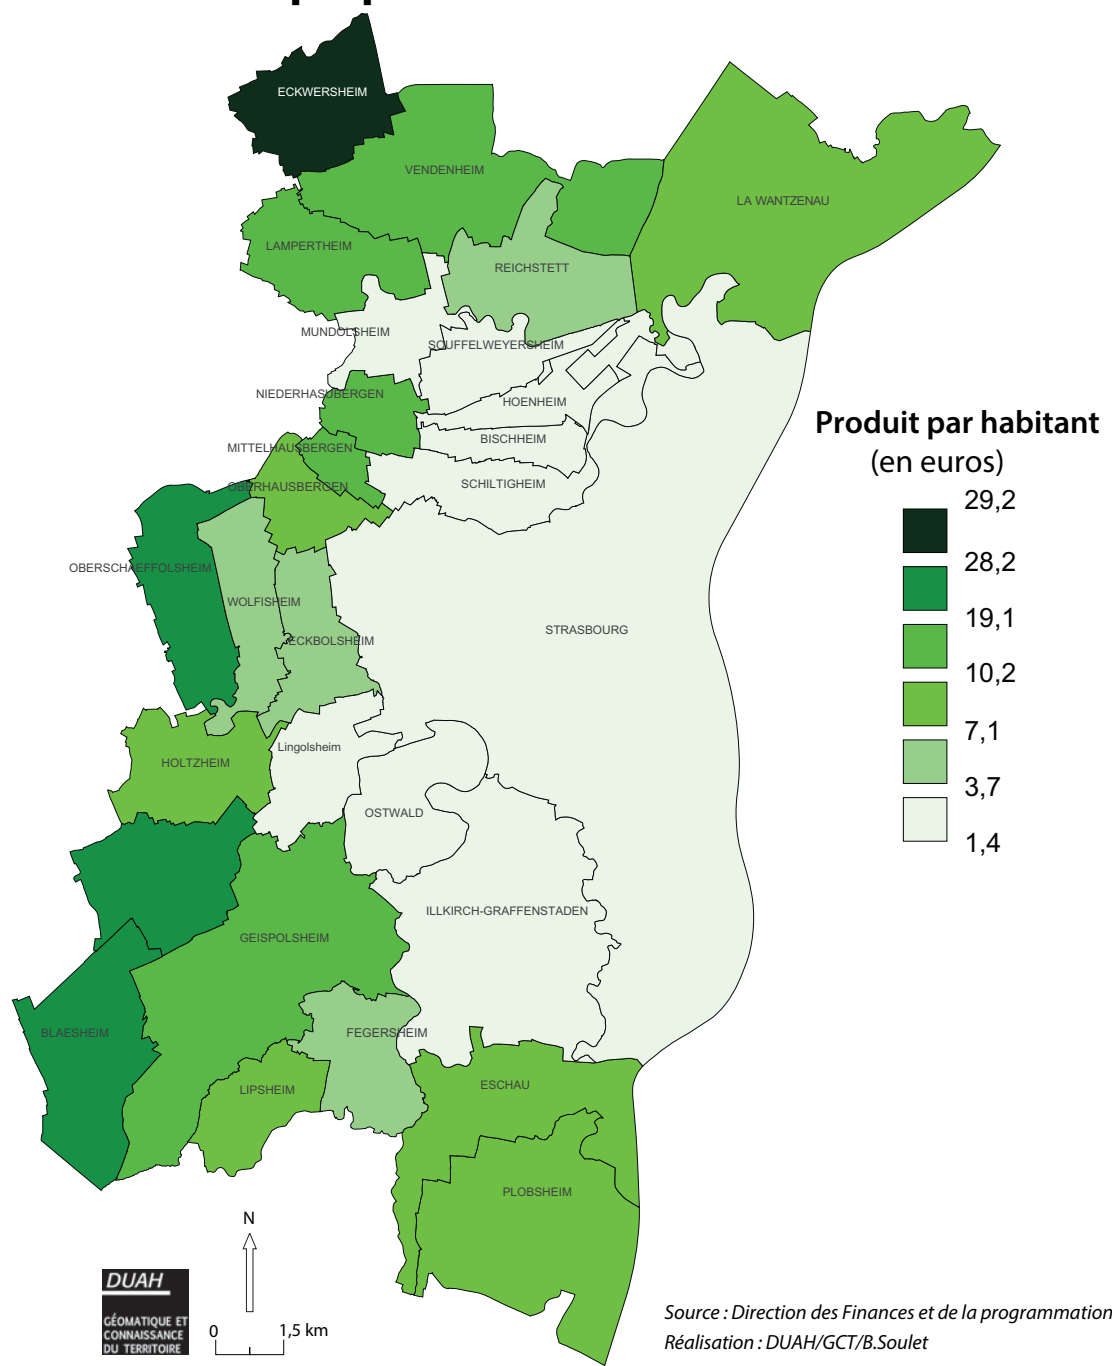 ECKWERSHEIM
VENDENHEIM
LA WANTZENAU
LAMPERTHEIM
REICHSTETT
MUNDOLSHEIM
SOUFFELWEYERSHEIM
NIEDERHASUBERGEN
HOENHEIM
BISCHHEIM
MITTELHAUSBERGEN
SCHILTIGHEIM
OBERHAUSBERGEN
OBERSCHAEFFOLSHEIM
WOLFISHEIM
STRASBOURG
ECKBOLSHEIM
Lingolsheim
HOLTZHEIM
OSTWALD
ILLKIRCH-GRAFFENSTADEN
GEISPOLSHEIM
BLAESHEIM
FEGERSHEIM
LIPSHEIM
ESCHAU
PLOBSHEIM
Produit par habitant
(en euros)
29,2
28,2
19,1
10,2
7,1
3,7
1,4
N
0 1,5 km
DUAH
GÉOMATIQUE ET
CONNAISSANCE
DU TERRITOIRE
Source : Direction des Finances et de la programmation
Réalisation : DUAH/GCT/B.Soulet